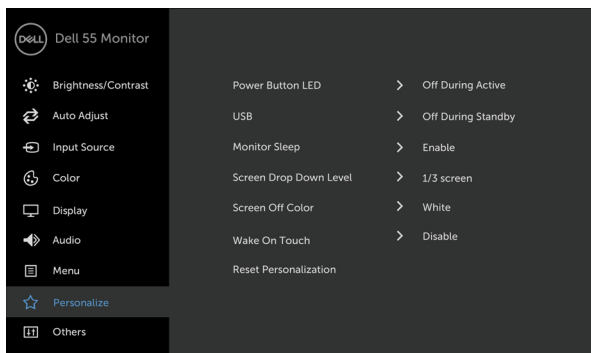 DELL Dell 55 Monitor
Brightness/Contrast
Auto Adjust
Input Source
Color
Display
Audio
Menu
Personalize
Others
Power Button LED > Off During Active
USB > Off During Standby
Monitor Sleep > Enable
Screen Drop Down Level > 1/3 screen
Screen Off Color > White
Wake On Touch > Disable
Reset Personalization